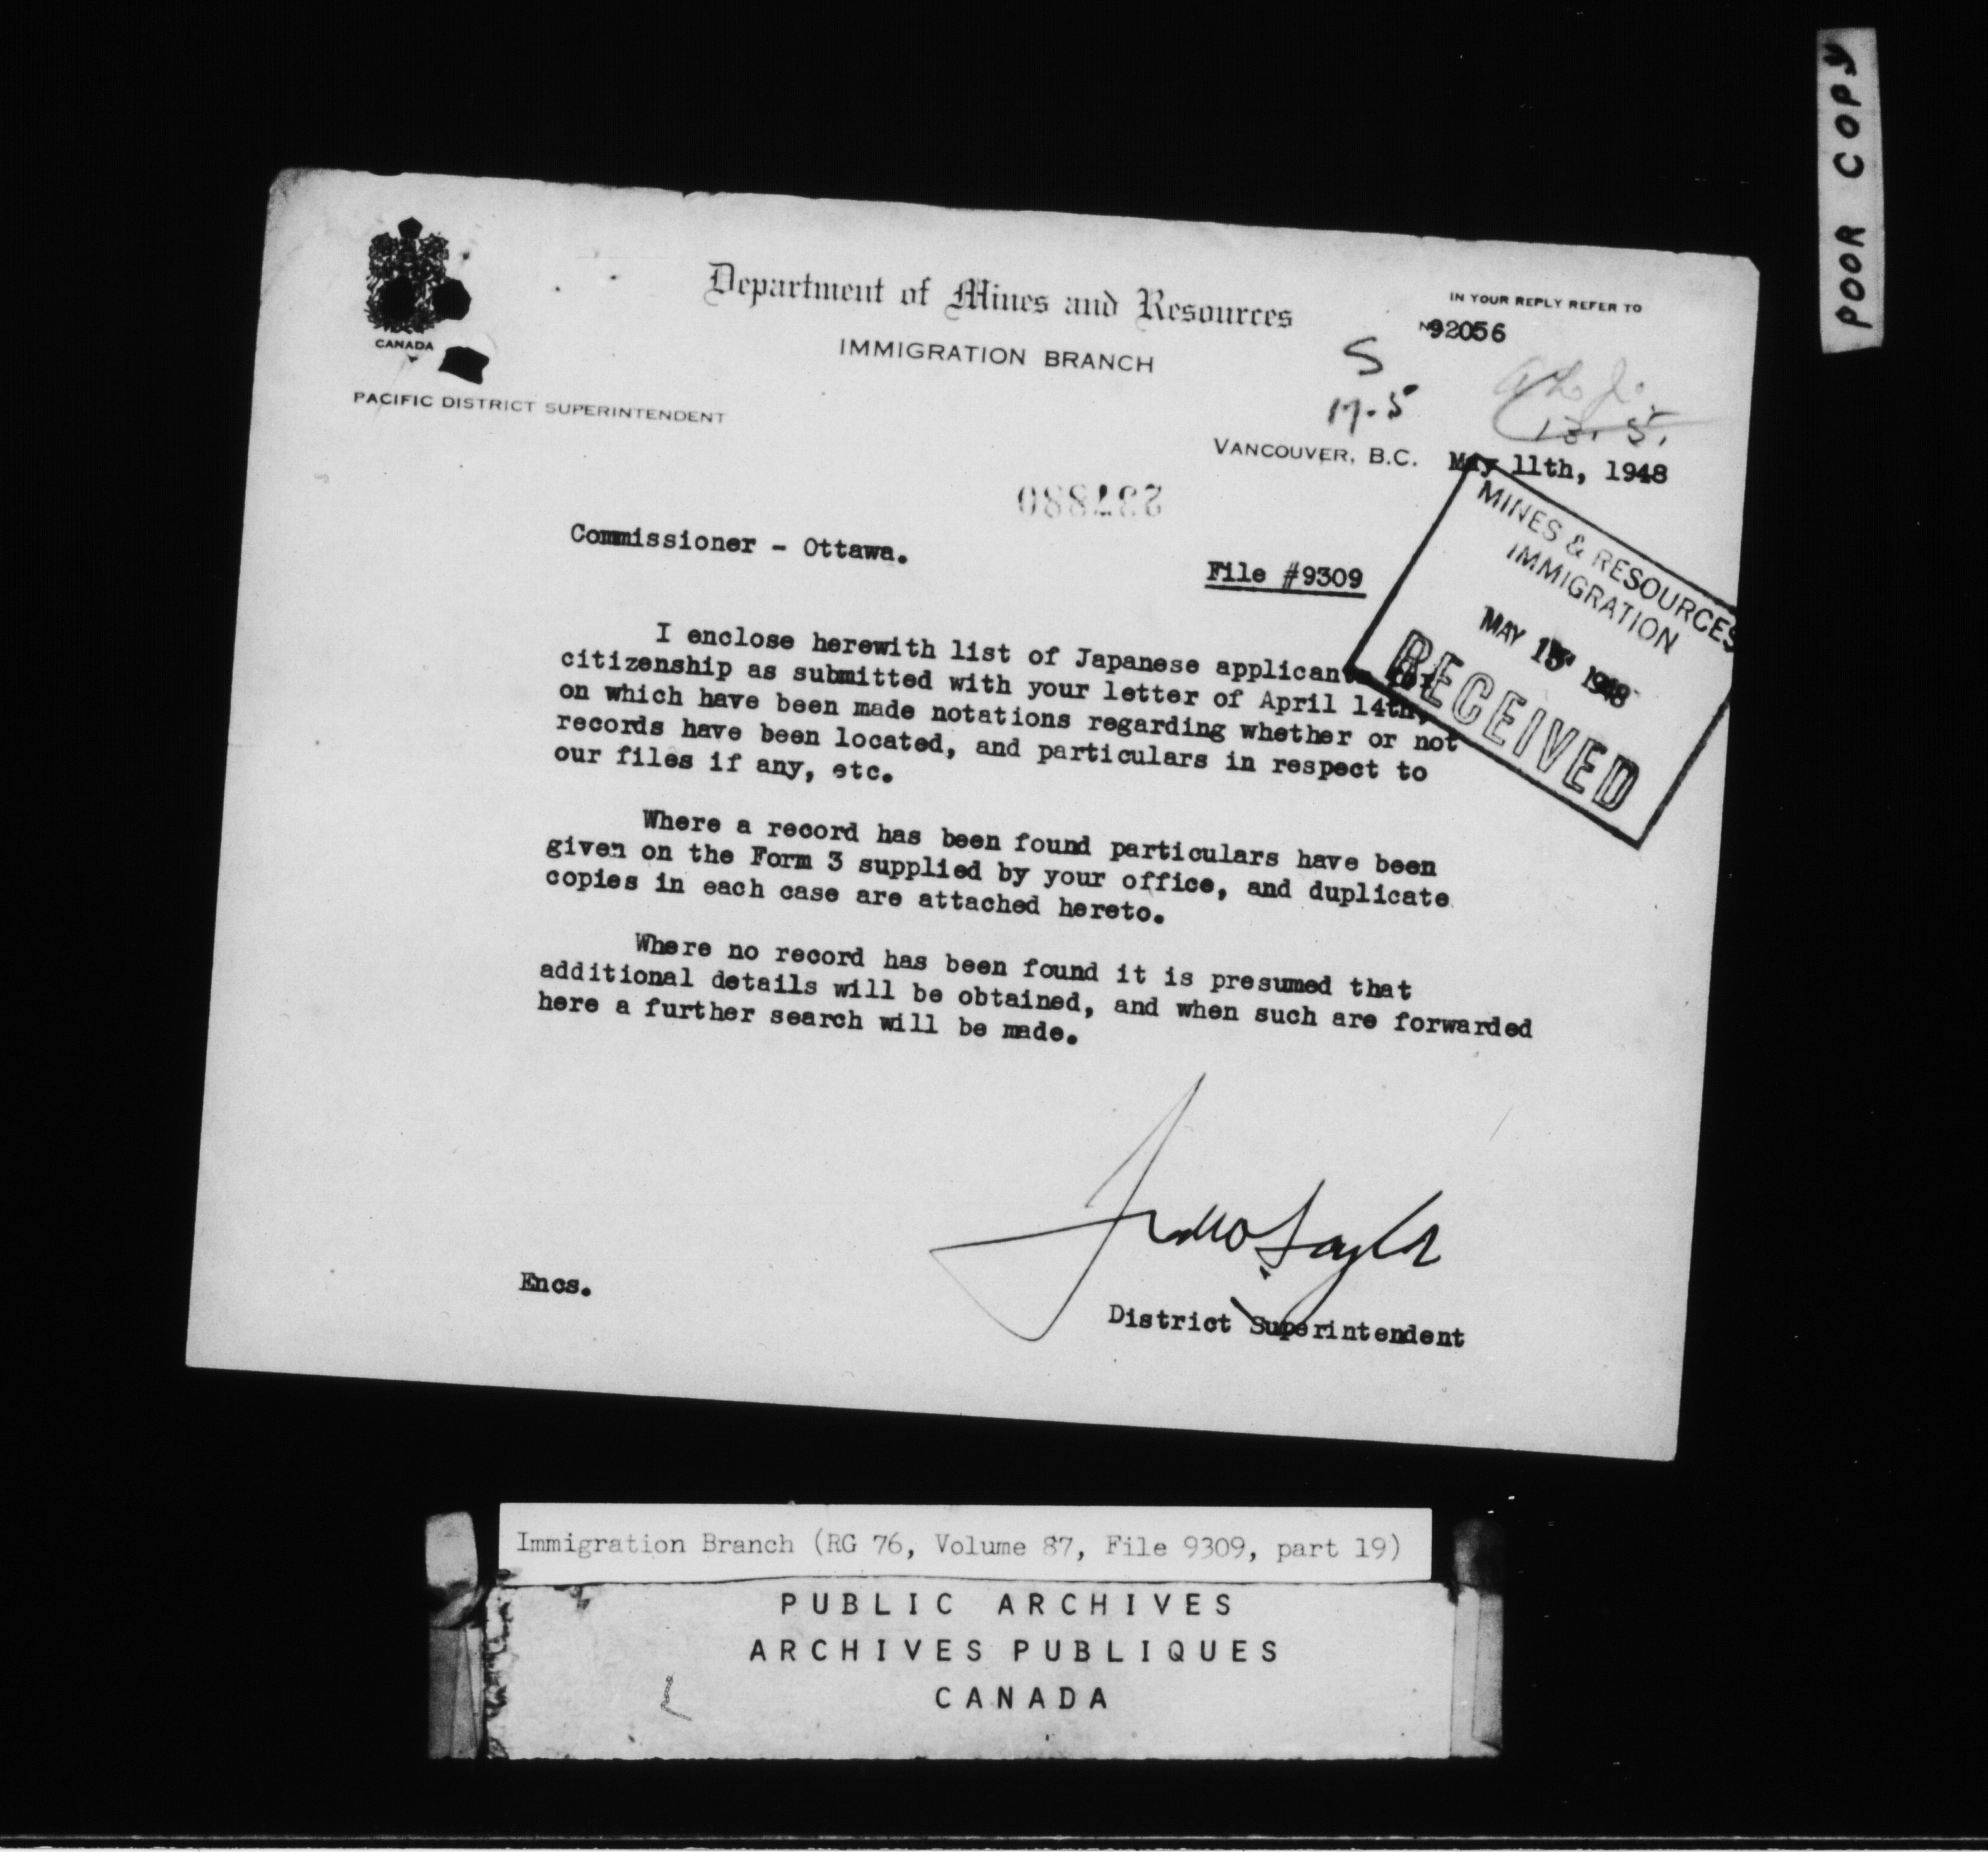 POOR COPY
Department of Mines and Resources
IMMIGRATION BRANCH
CANADA
PACIFIC DISTRICT SUPERINTENDENT
IN YOUR REPLY REFER TO
No 92056
S
17.5
13.5.
VANCOUVER, B.C. May 11th, 1948
237880
Commissioner - Ottawa.
File #9309
MINES & RESOURCES
IMMIGRATION
MAY 1948
RECEIVED
I enclose herewith list of Japanese applicants for
citizenship as submitted with your letter of April 14th,
on which have been made notations regarding whether or not
records have been located, and particulars in respect to
our files if any, etc.
Where a record has been found particulars have been
given on the Form 3 supplied by your office, and duplicate
copies in each case are attached hereto.
Where no record has been found it is presumed that
additional details will be obtained, and when such are forwarded
here a further search will be made.
Encs.
District Superintendent
Immigration Branch (RG 76, Volume 87, File 9309, part 19)
PUBLIC ARCHIVES
ARCHIVES PUBLIQUES
CANADA